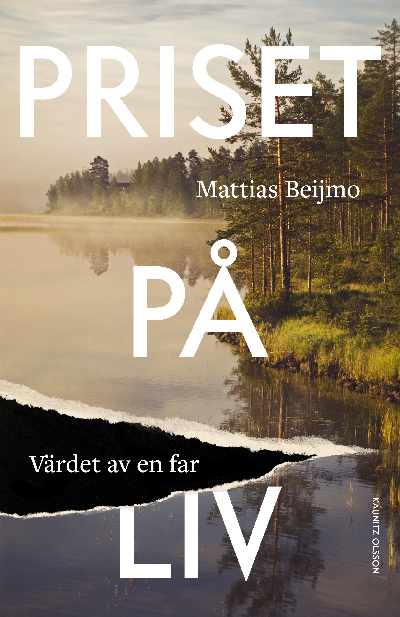 PRISET
Mattias Beijmo
PÅ
Värdet av en far
LIV
KAUNITZ OLSSON